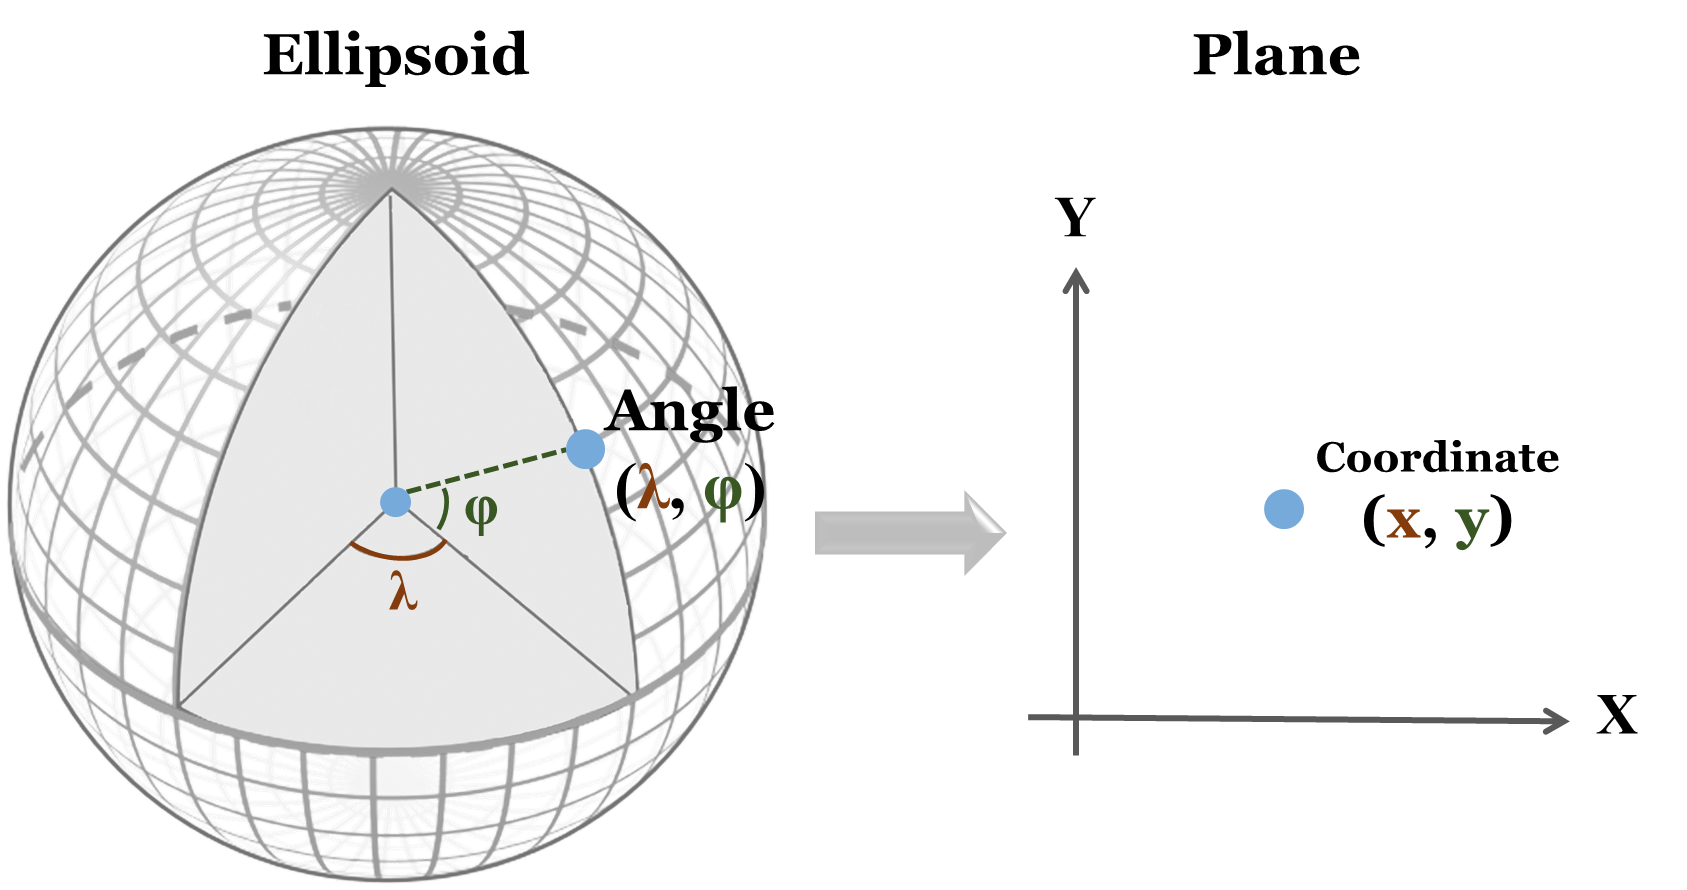 Ellipsoid
Angle
(λ, φ)
φ
λ
Plane
Y
Coordinate
(x, y)
X